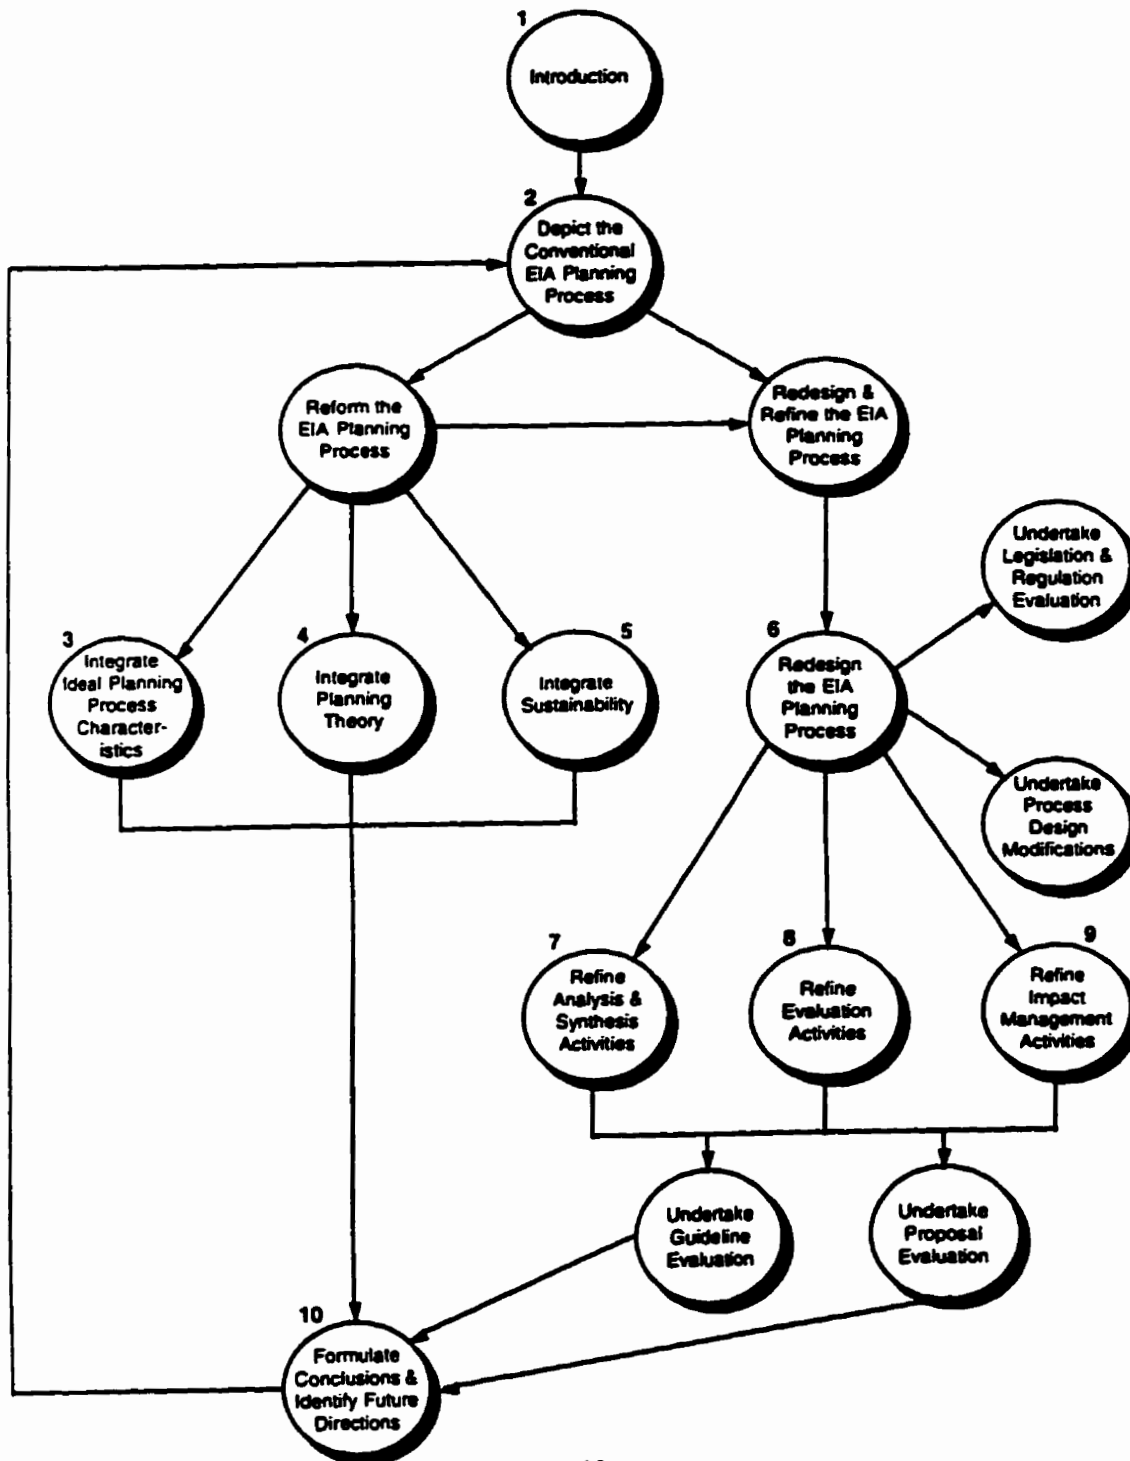 1
Introduction
2
Depict the
Conventional
EIA Planning
Process
Reform the
EIA Planning
Process
Redesign &
Refine the EIA
Planning
Process
Undertake
Legislation &
Regulation
Evaluation
3
Integrate
Ideal Planning
Process
Character-
istics
4
Integrate
Planning
Theory
5
Integrate
Sustainability
6
Redesign
the EIA
Planning
Process
Undertake
Process
Design
Modifications
7
Refine
Analysis &
Synthesis
Activities
8
Refine
Evaluation
Activities
9
Refine
Impact
Management
Activities
Undertake
Guideline
Evaluation
Undertake
Proposal
Evaluation
10
Formulate
Conclusions &
Identify Future
Directions